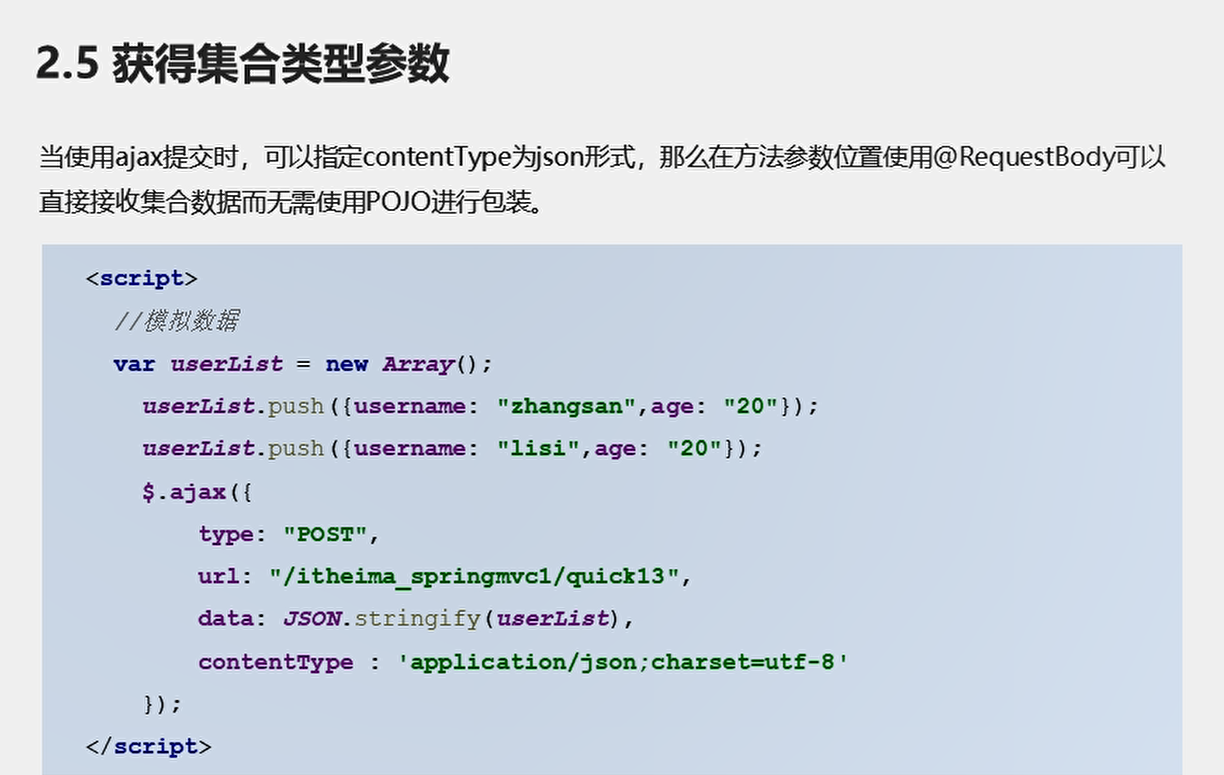 2.5 获得集合类型参数
当使用ajax提交时，可以指定contentType为json形式，那么在方法参数位置使用@RequestBody可以
直接接收集合数据而无需使用POJO进行包装。
<script>
//模拟数据
var userList = new Array();
userList.push({username: "zhangsan",age: "20"});
userList.push({username: "lisi",age: "20"});
$.ajax({
type: "POST",
url: "/itheima_springmvc1/quick13",
data: JSON.stringify(userList),
contentType : 'application/json;charset=utf-8'
});
</script>